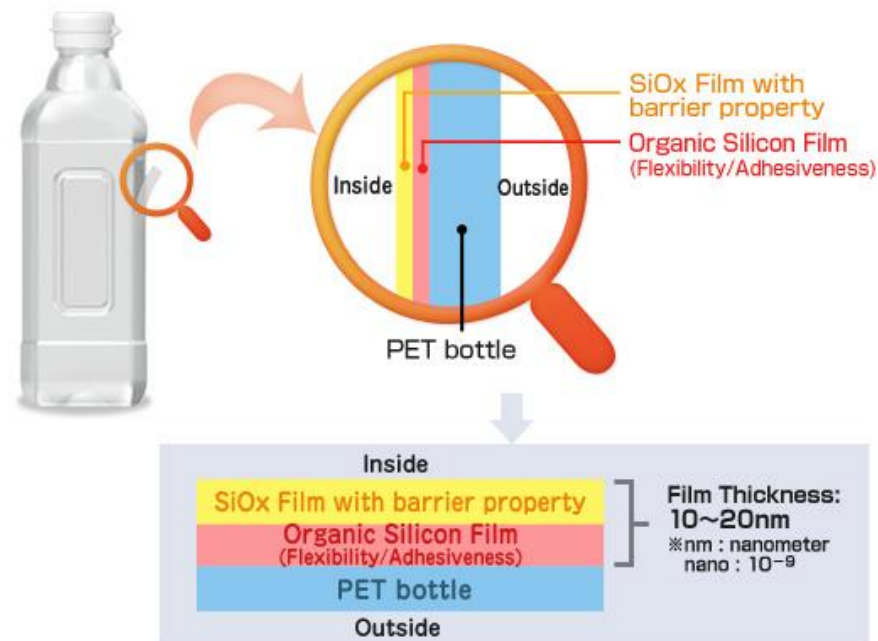 SiOx Film with
barrier property
Organic Silicon Film
(Flexibility/Adhesiveness)
Inside
Outside
PET bottle
Inside
SiOx Film with barrier property
Organic Silicon Film
(Flexibility/Adhesiveness)
PET bottle
Outside
Film Thickness:
10～20nm
※nm : nanometer
nano : 10⁻⁹